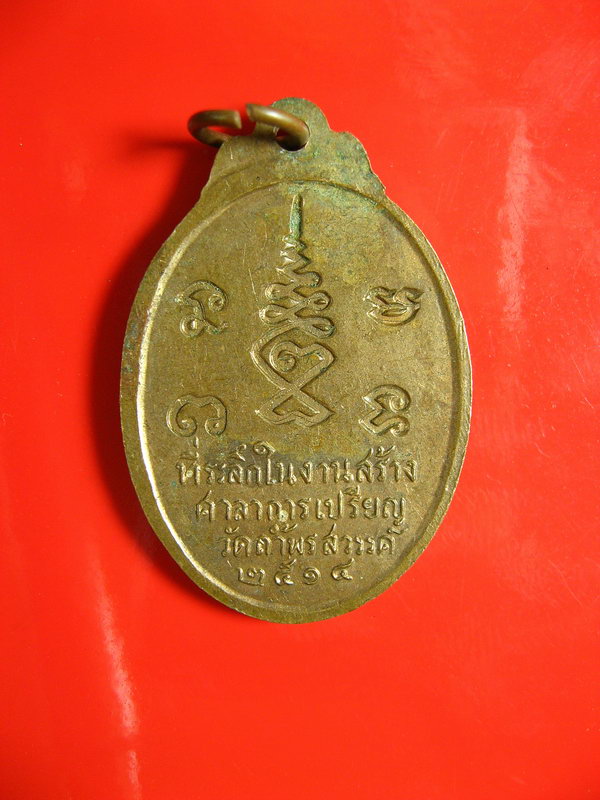 ที่ระลึกในงานสร้าง
ศาลาการเปรียญ
วัดถ้ำพรสวรรค์
๒๕๑๔